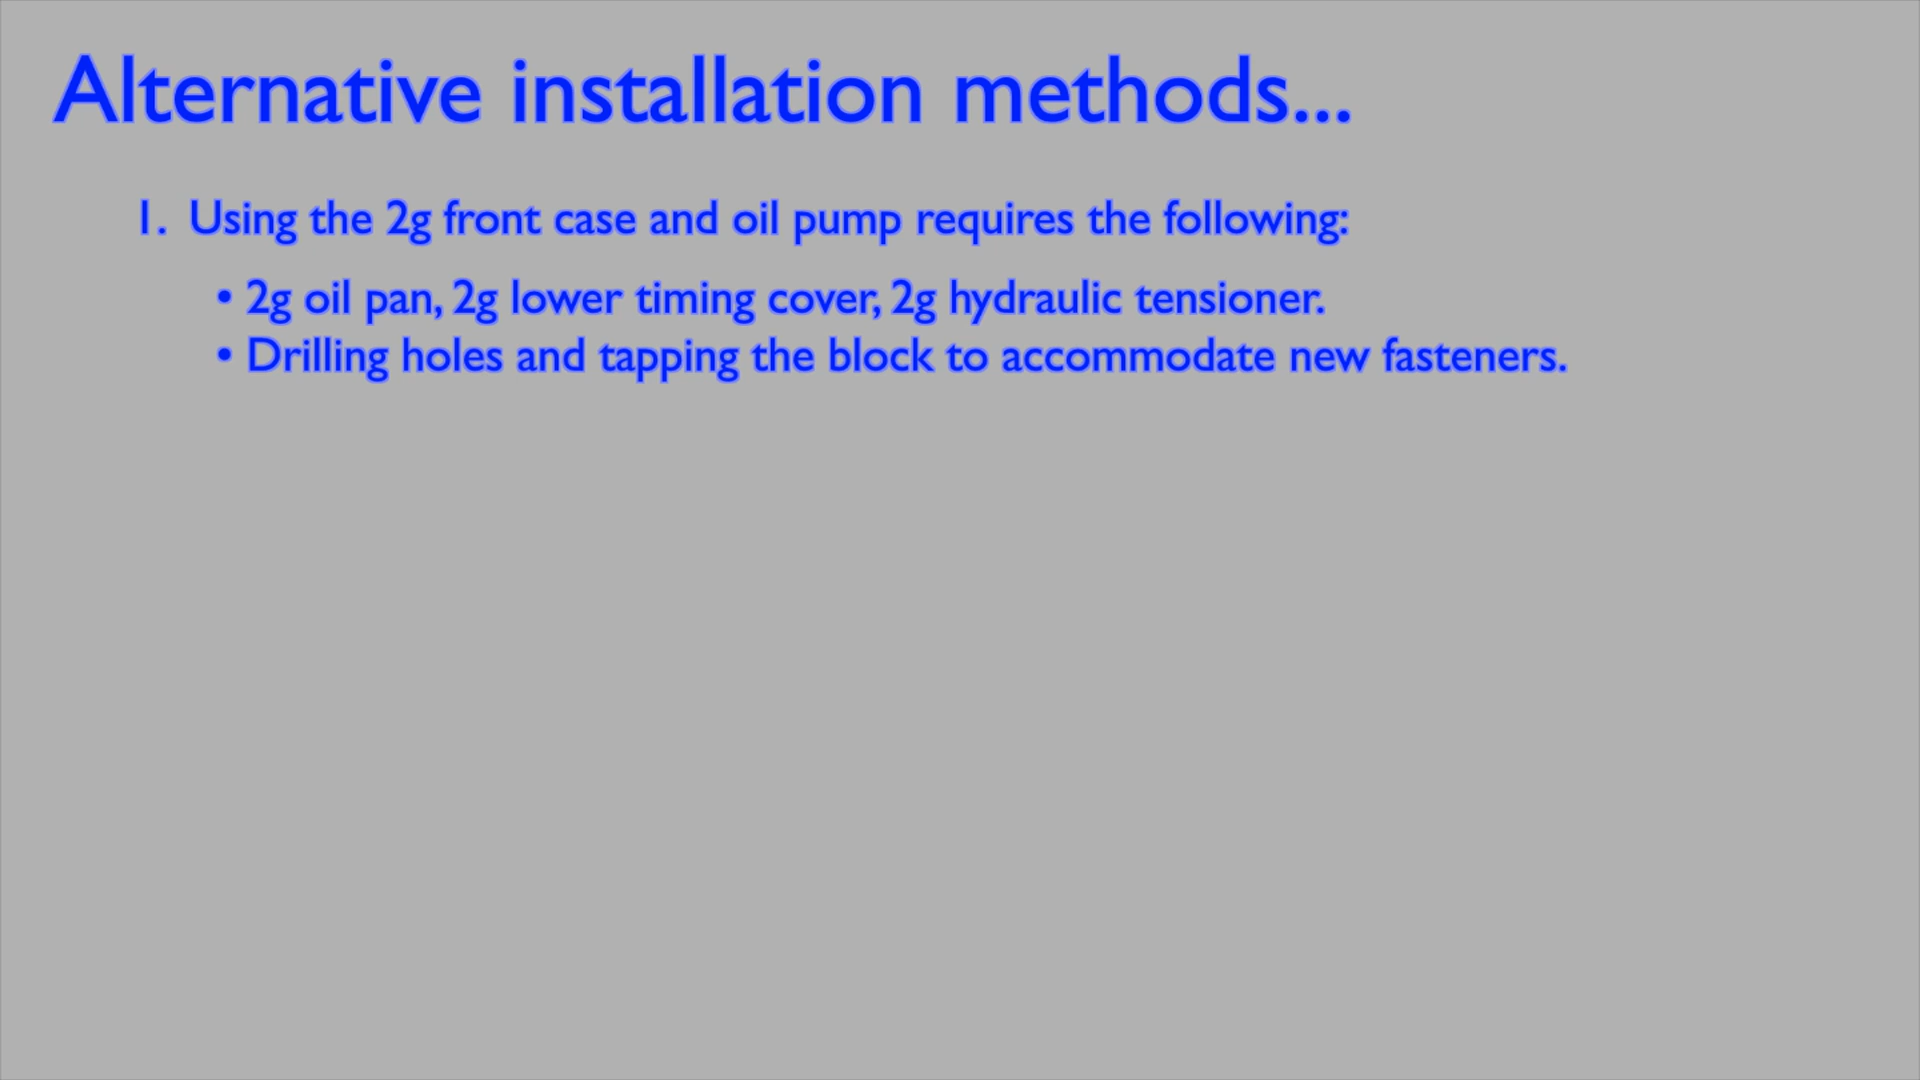 Alternative installation methods...
1. Using the 2g front case and oil pump requires the following:
• 2g oil pan, 2g lower timing cover, 2g hydraulic tensioner.
• Drilling holes and tapping the block to accommodate new fasteners.